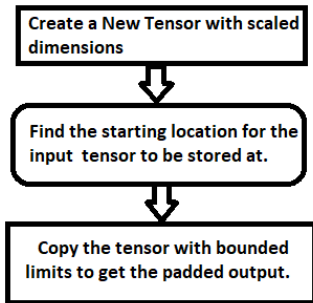 Create a New Tensor with scaled
dimensions
Find the starting location for the
input tensor to be stored at.
Copy the tensor with bounded
limits to get the padded output.